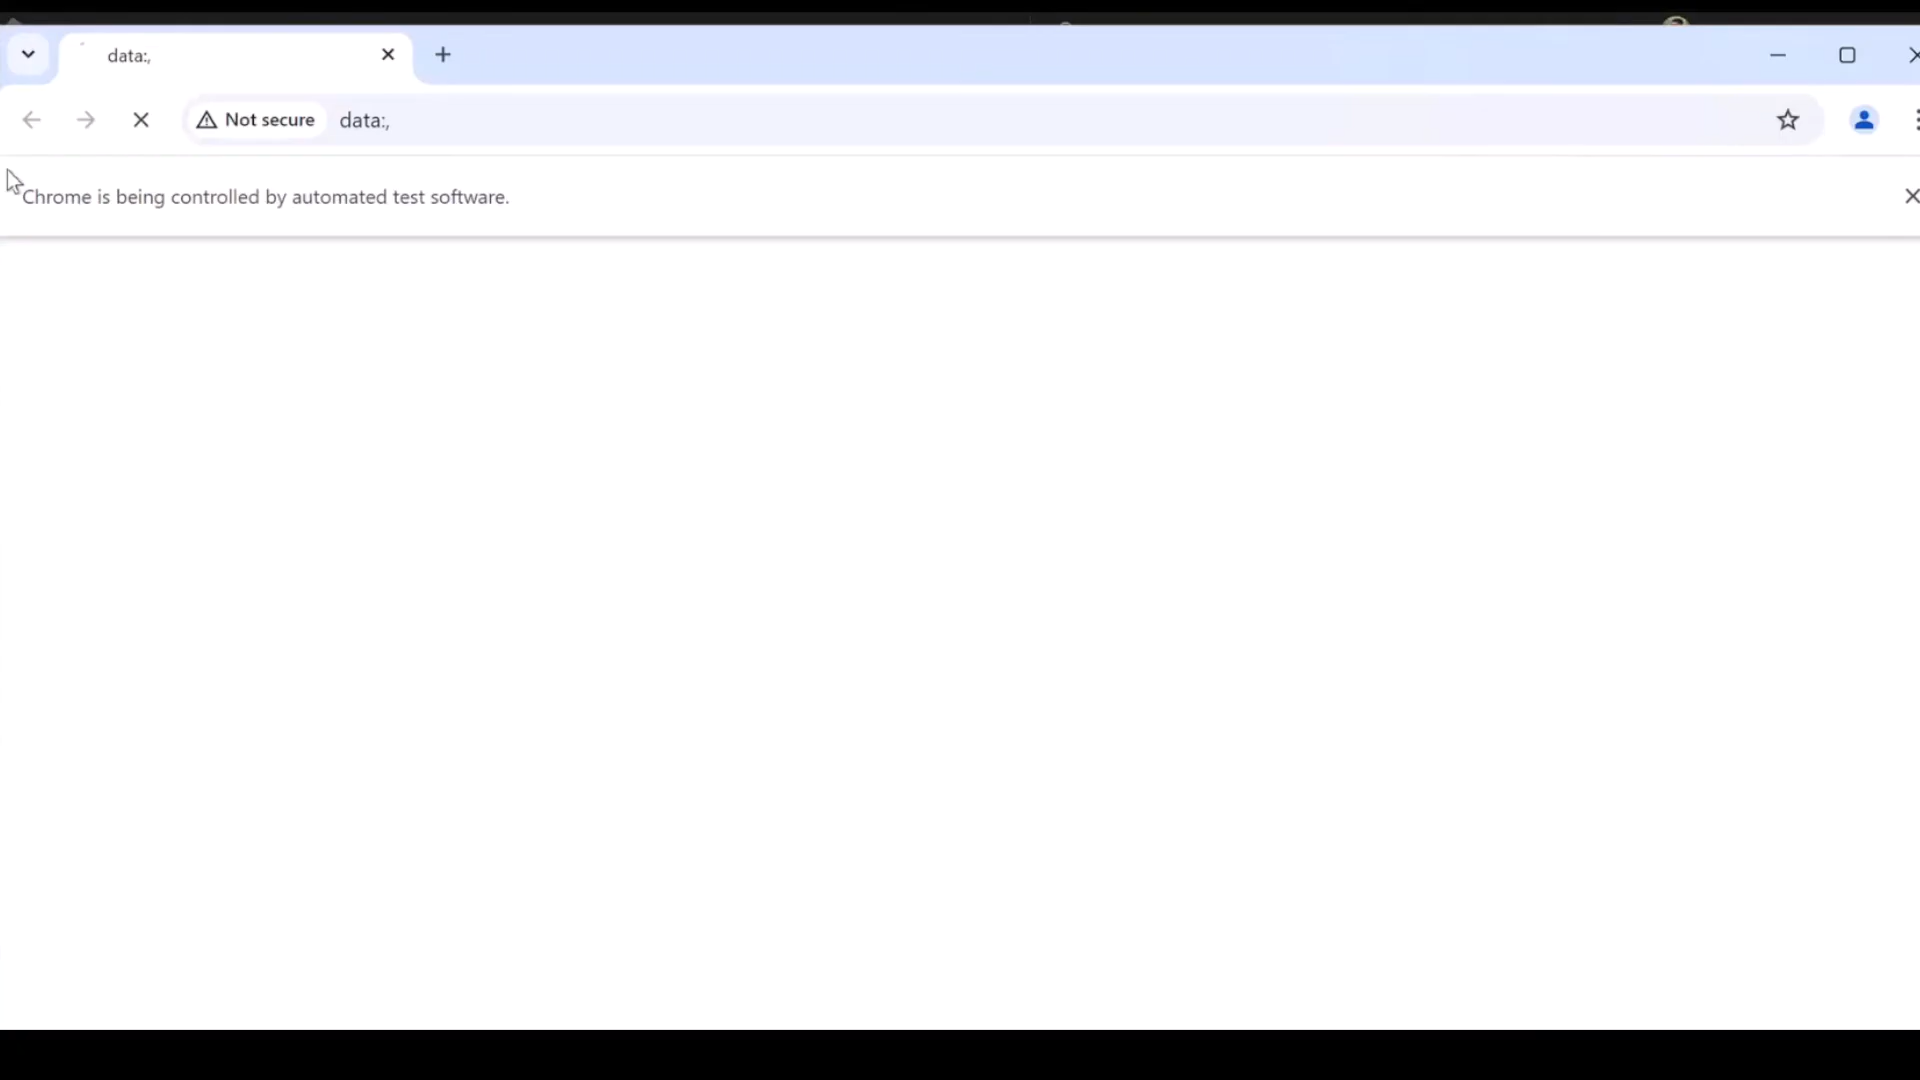 data:,
Not secure data:,
Chrome is being controlled by automated test software.